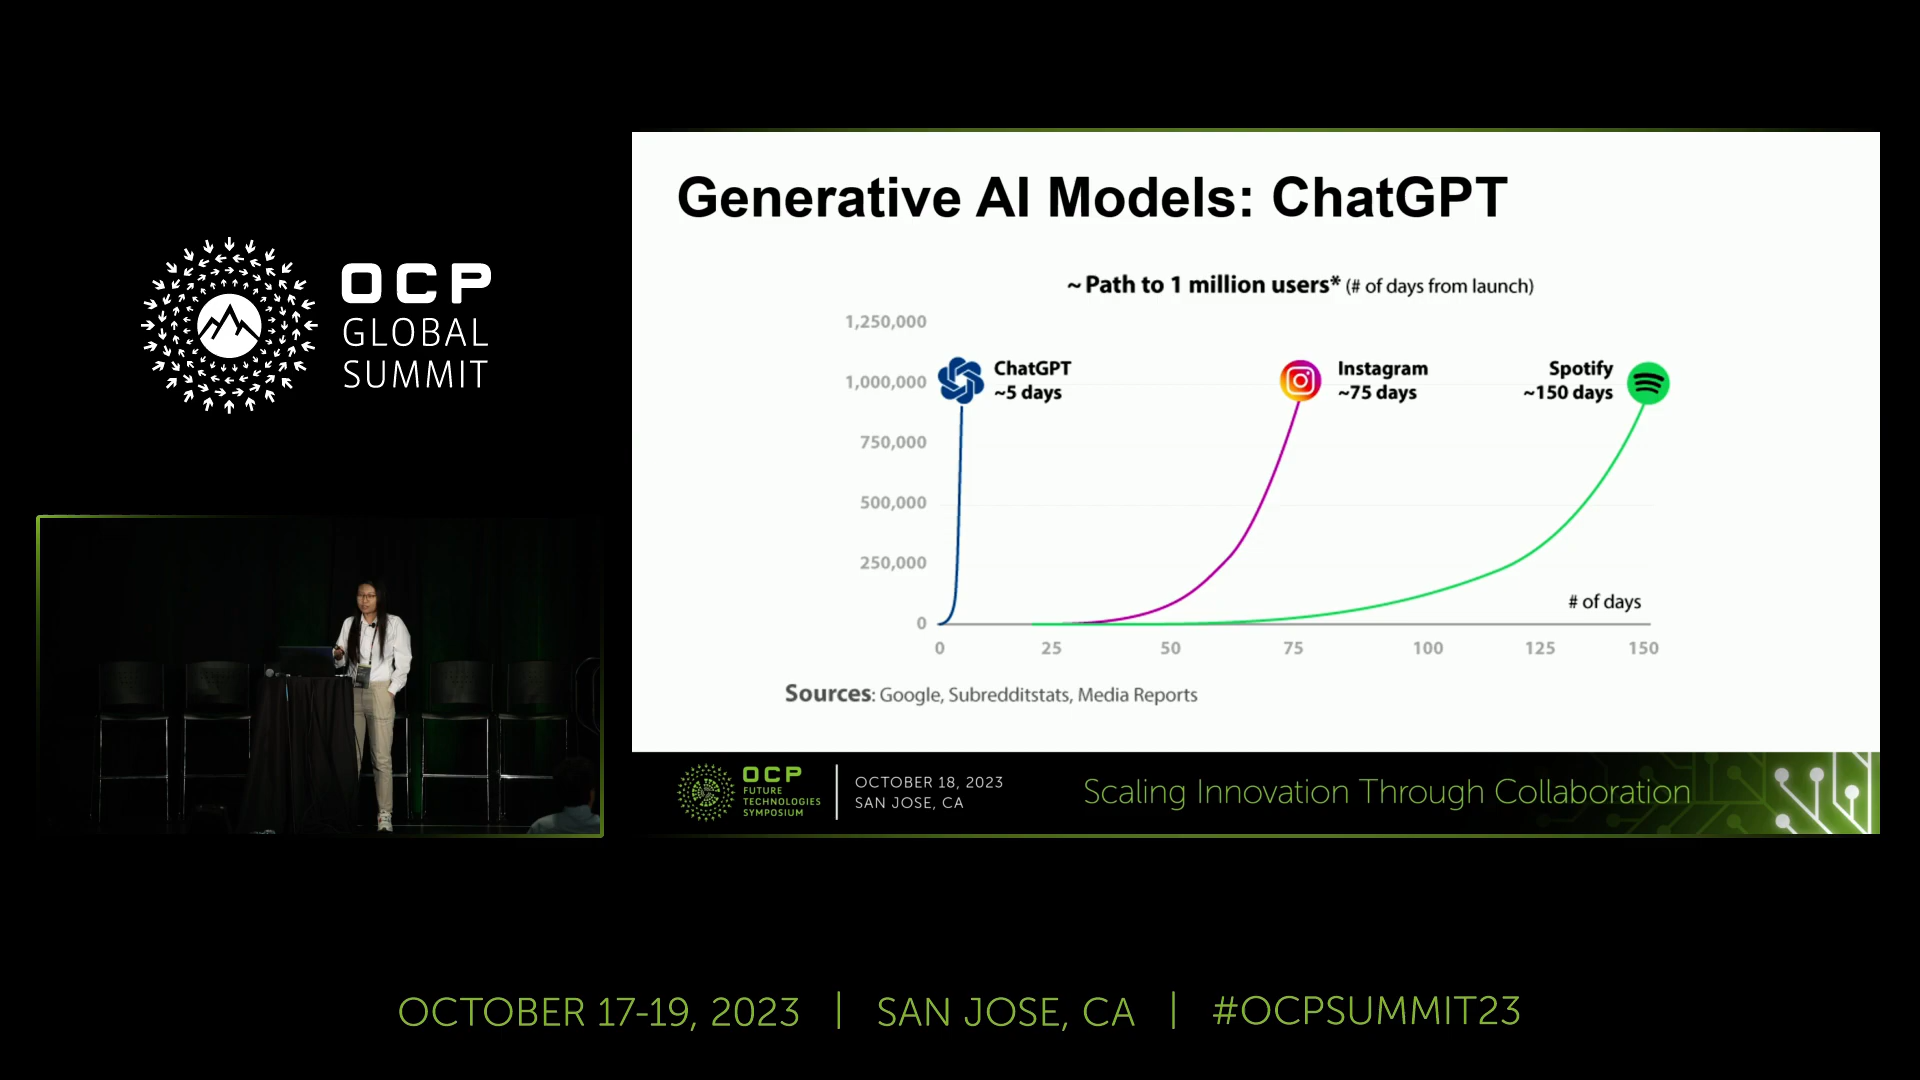 OCP
GLOBAL
SUMMIT
Generative AI Models: ChatGPT
~ Path to 1 million users* (# of days from launch)
1,250,000
1,000,000
750,000
500,000
250,000
0
ChatGPT
~5 days
Instagram
~75 days
Spotify
~150 days
# of days
0 25 50 75 100 125 150
Sources: Google, Subredditstats, Media Reports
OCP
FUTURE
TECHNOLOGIES
SYMPOSIUM
OCTOBER 18, 2023
SAN JOSE, CA
Scaling Innovation Through Collaboration
OCTOBER 17-19, 2023 | SAN JOSE, CA | #OCPSUMMIT23